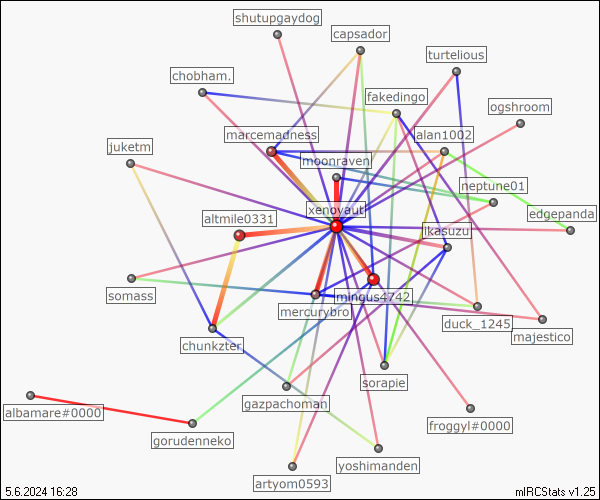 shutupgaydog
capsador
turtelious
chobham.
fakedingo
ogshroom
marcemadness
alan1002
juketm
moonraven
neptune01
xenoyautl
edgepanda
altmile0331
ikasuzu
somass
mingus4742
mercurybro
duck_1245
majestico
chunkzter
sorapie
gazpachoman
albamare#0000
froggyl#0000
gorudenneko
yoshimanden
artyom0593
5.6.2024 16:28
mIRCStats v1.25